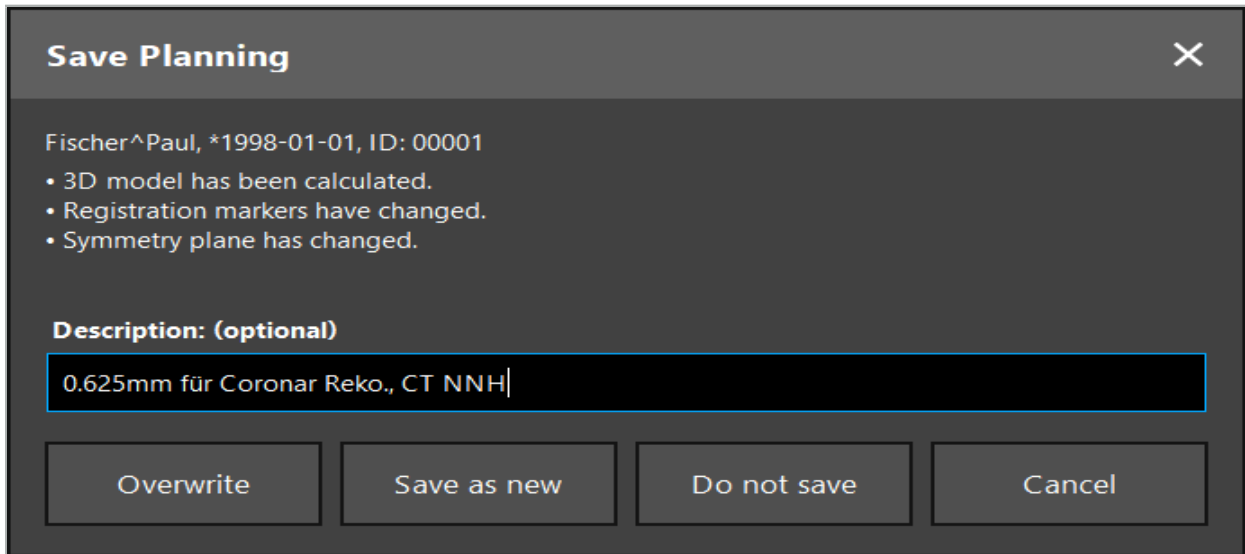 Save Planning
Fischer^Paul, *1998-01-01, ID: 00001
• 3D model has been calculated.
• Registration markers have changed.
• Symmetry plane has changed.
Description: (optional)
0.625mm für Coronar Reko., CT NNH
Overwrite
Save as new
Do not save
Cancel